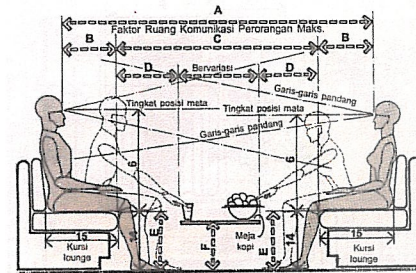 A
Faktor Ruang Komunikasi Perorangan Maks.
B
C
B
D
Bervariasi
D
Garis-garis pandang
Tingkat posisi mata
Tingkat posisi mata
Garis-garis pandang
6
6
E
F
E
14
15
Meja
kopi
15
Kursi
lounge
Kursi
lounge